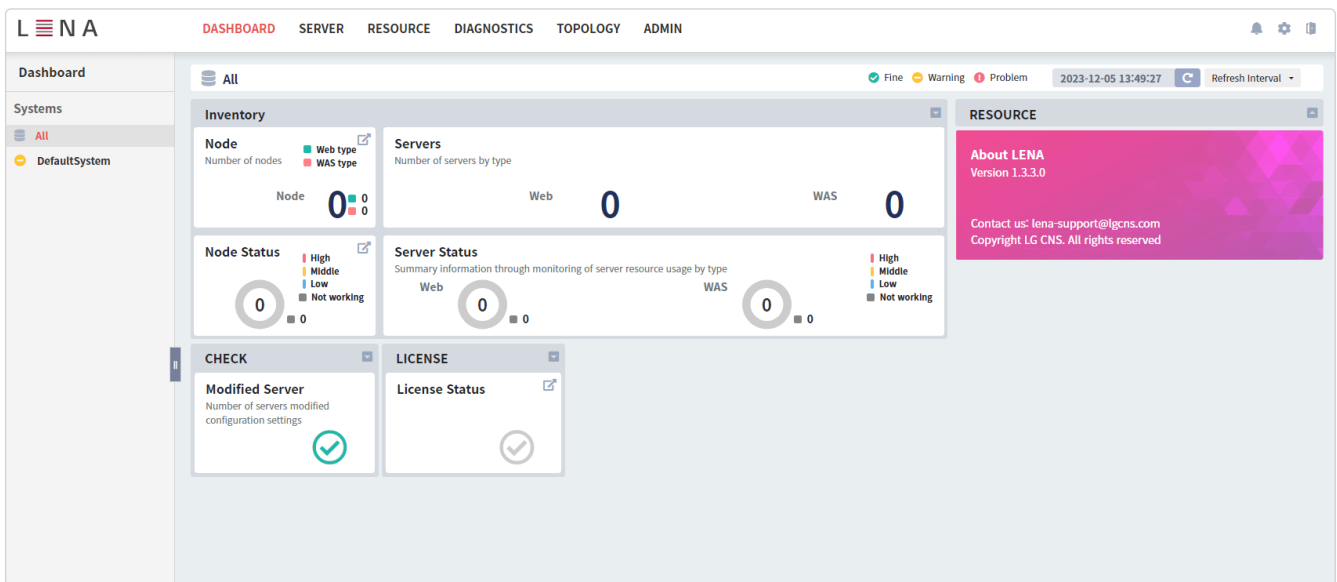 LENA
DASHBOARD SERVER RESOURCE DIAGNOSTICS TOPOLOGY ADMIN
Dashboard
Systems
All
DefaultSystem
All
Fine Warning Problem 2023-12-05 13:49:27 Refresh Interval
Inventory
Node
Number of nodes
Web type
WAS type
Node 0 0
0
Servers
Number of servers by type
Web 0 WAS 0
Node Status
High
Middle
Low
Not working
0 0
Server Status
Summary information through monitoring of server resource usage by type
Web 0 0
WAS 0 0
High
Middle
Low
Not working
RESOURCE
About LENA
Version 1.3.3.0
Contact us: lena-support@lgcns.com
Copyright LG CNS. All rights reserved
CHECK
Modified Server
Number of servers modified
configuration settings
LICENSE
License Status